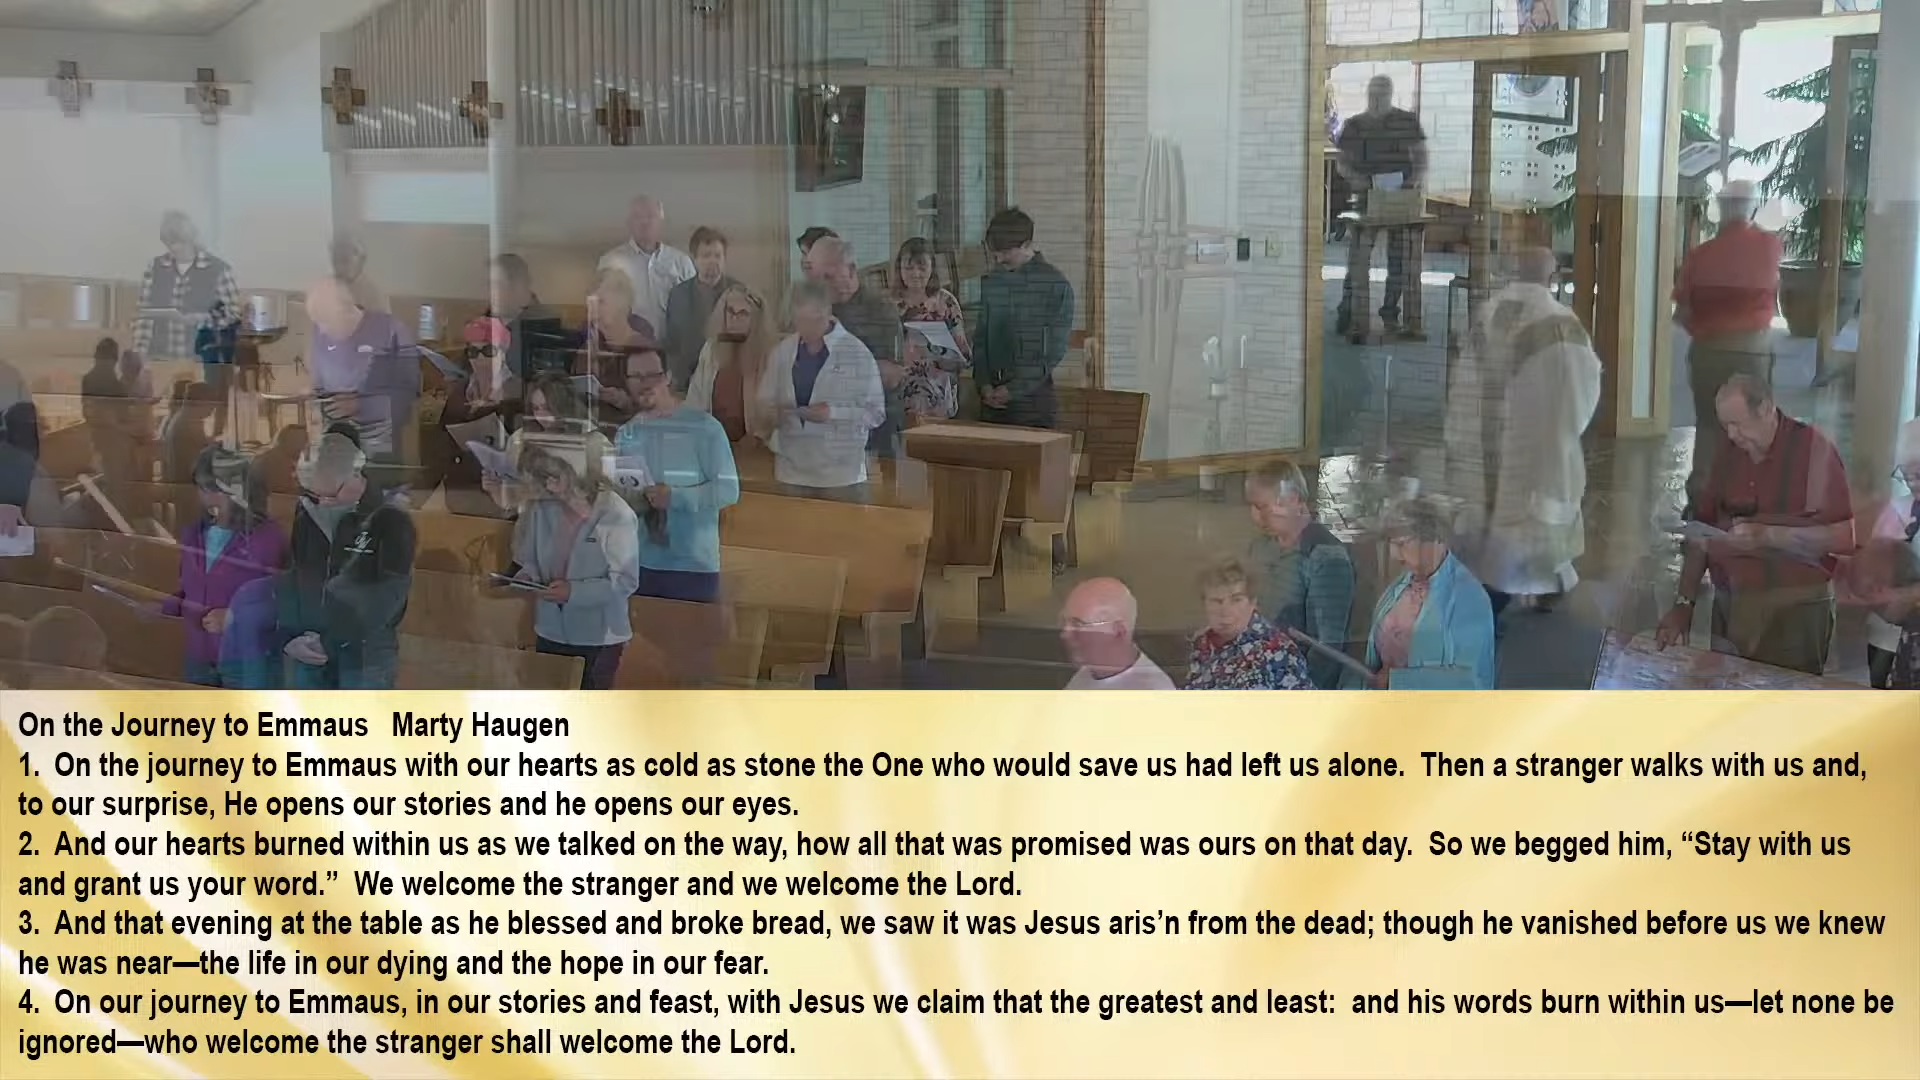 On the Journey to Emmaus   Marty Haugen
1.  On the journey to Emmaus with our hearts as cold as stone the One who would save us had left us alone.  Then a stranger walks with us and,
to our surprise, He opens our stories and he opens our eyes.
2.  And our hearts burned within us as we talked on the way, how all that was promised was ours on that day.  So we begged him, “Stay with us
and grant us your word.”  We welcome the stranger and we welcome the Lord.
3.  And that evening at the table as he blessed and broke bread, we saw it was Jesus aris’n from the dead; though he vanished before us we knew
he was near—the life in our dying and the hope in our fear.
4.  On our journey to Emmaus, in our stories and feast, with Jesus we claim that the greatest and least:  and his words burn within us—let none be
ignored—who welcome the stranger shall welcome the Lord.